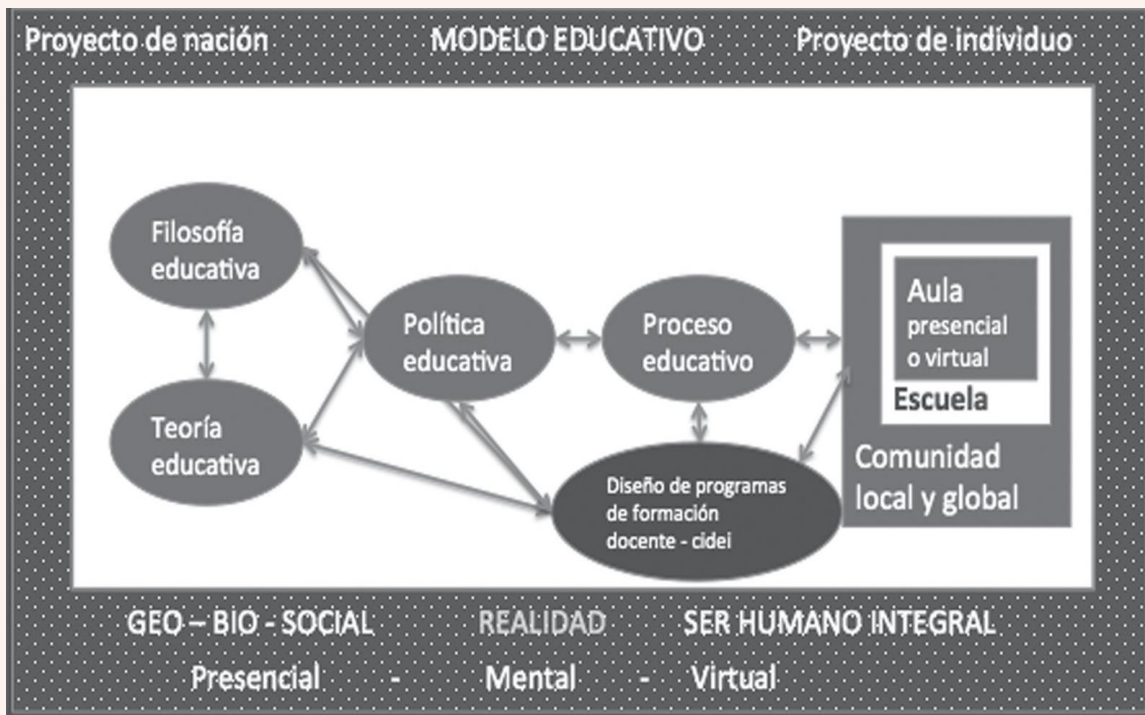 Proyecto de nación
MODELO EDUCATIVO
Proyecto de individuo
Filosofía
educativa
Teoría
educativa
Política
educativa
Proceso
educativo
Diseño de programas
de formación
docente - cidei
Aula
presencial
o virtual
Escuela
Comunidad
local y global
GEO – BIO - SOCIAL
REALIDAD
SER HUMANO INTEGRAL
Presencial - Mental - Virtual